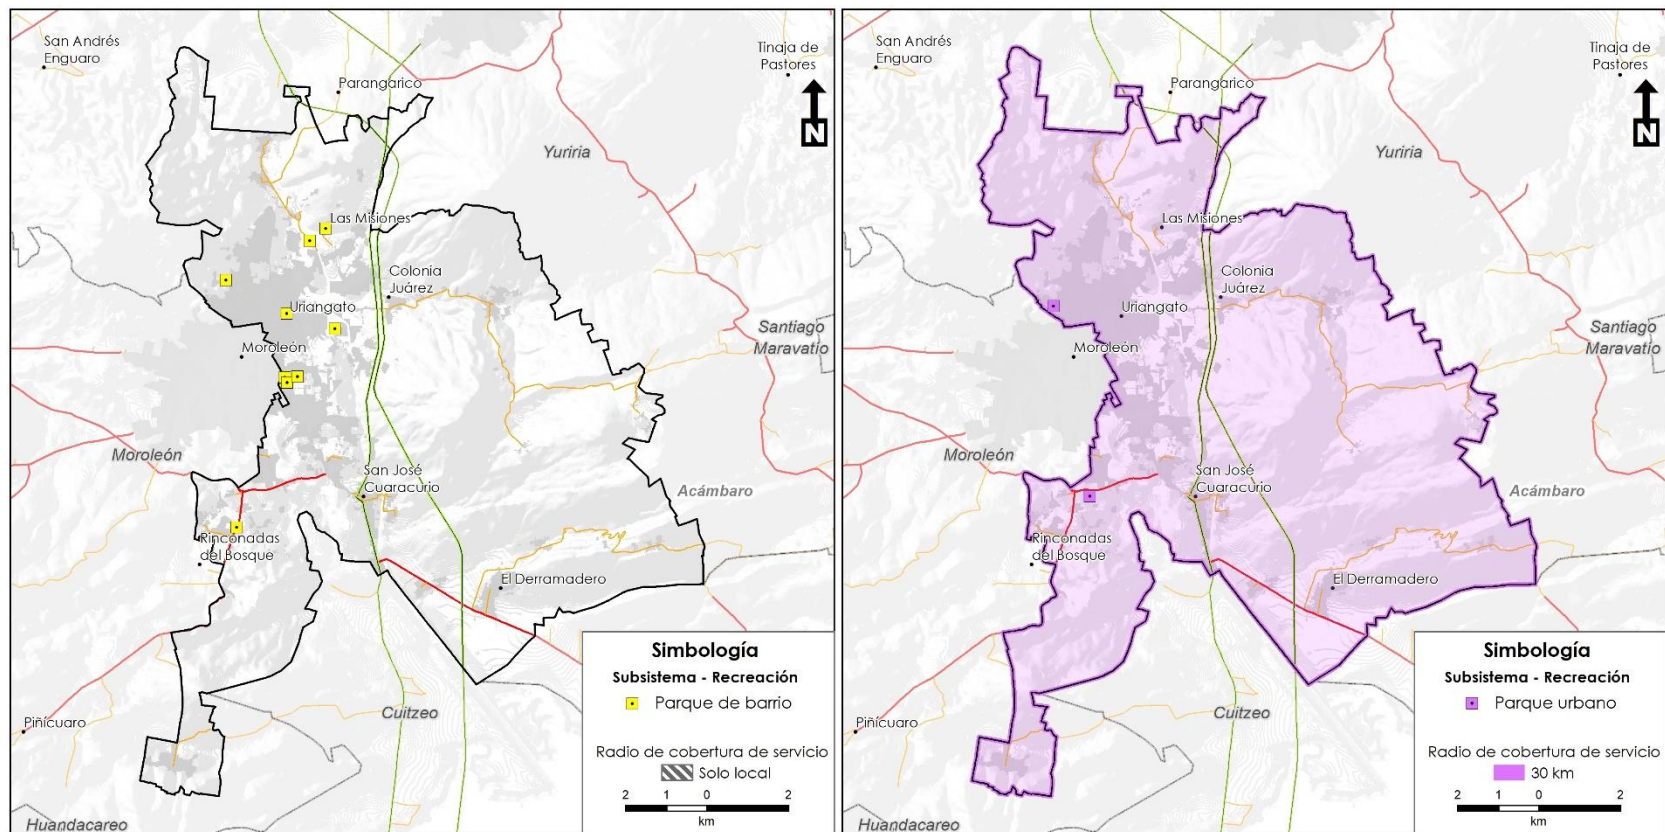 San Andrés
Enguaro
Parangarico
Tinaja de
Pastores
N
Yuriria
Las Misiones
Colonia
Juárez
Uriangato
Santiago
Maravatio
Moroleón
Moroleón
San José
Cuaracurio
Acámbaro
Rinconadas
del Bosque
El Derramadero
Cuitzeo
Piñícuaro
Huandacareo
Simbología
Subsistema - Recreación
Parque de barrio
Radio de cobertura de servicio
Solo local
2 1 0 2
km
San Andrés
Enguaro
Parangarico
Tinaja de
Pastores
N
Yuriria
Las Misiones
Colonia
Juárez
Uriangato
Santiago
Maravatio
Moroleón
Moroleón
San José
Cuaracurio
Acámbaro
Rinconadas
del Bosque
El Derramadero
Cuitzeo
Piñícuaro
Huandacareo
Simbología
Subsistema - Recreación
Parque urbano
Radio de cobertura de servicio
30 km
2 1 0 2
km